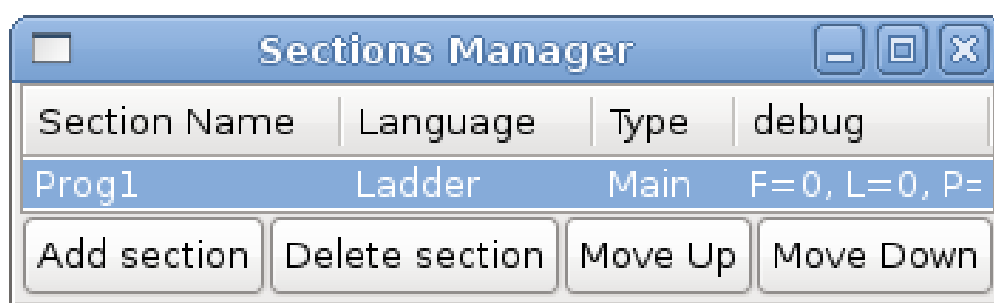 Sections Manager
Section Name Language Type debug
Prog1 Ladder Main F=0, L=0, P=
Add section Delete section Move Up Move Down